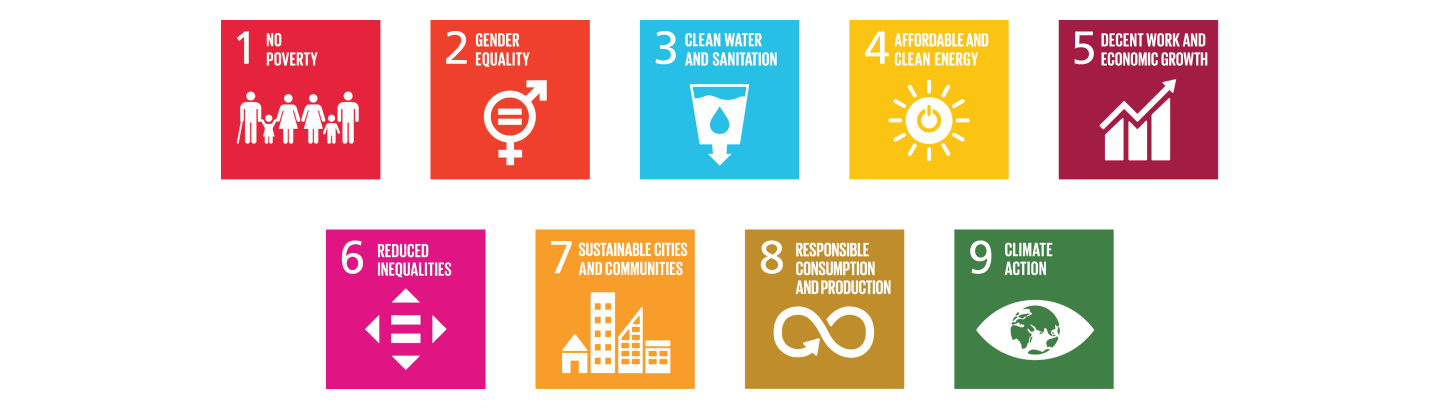 1 NO
POVERTY
2 GENDER
EQUALITY
3 CLEAN WATER
AND SANITATION
4 AFFORDABLE AND
CLEAN ENERGY
5 DECENT WORK AND
ECONOMIC GROWTH
6 REDUCED
INEQUALITIES
7 SUSTAINABLE CITIES
AND COMMUNITIES
8 RESPONSIBLE
CONSUMPTION
AND PRODUCTION
9 CLIMATE
ACTION